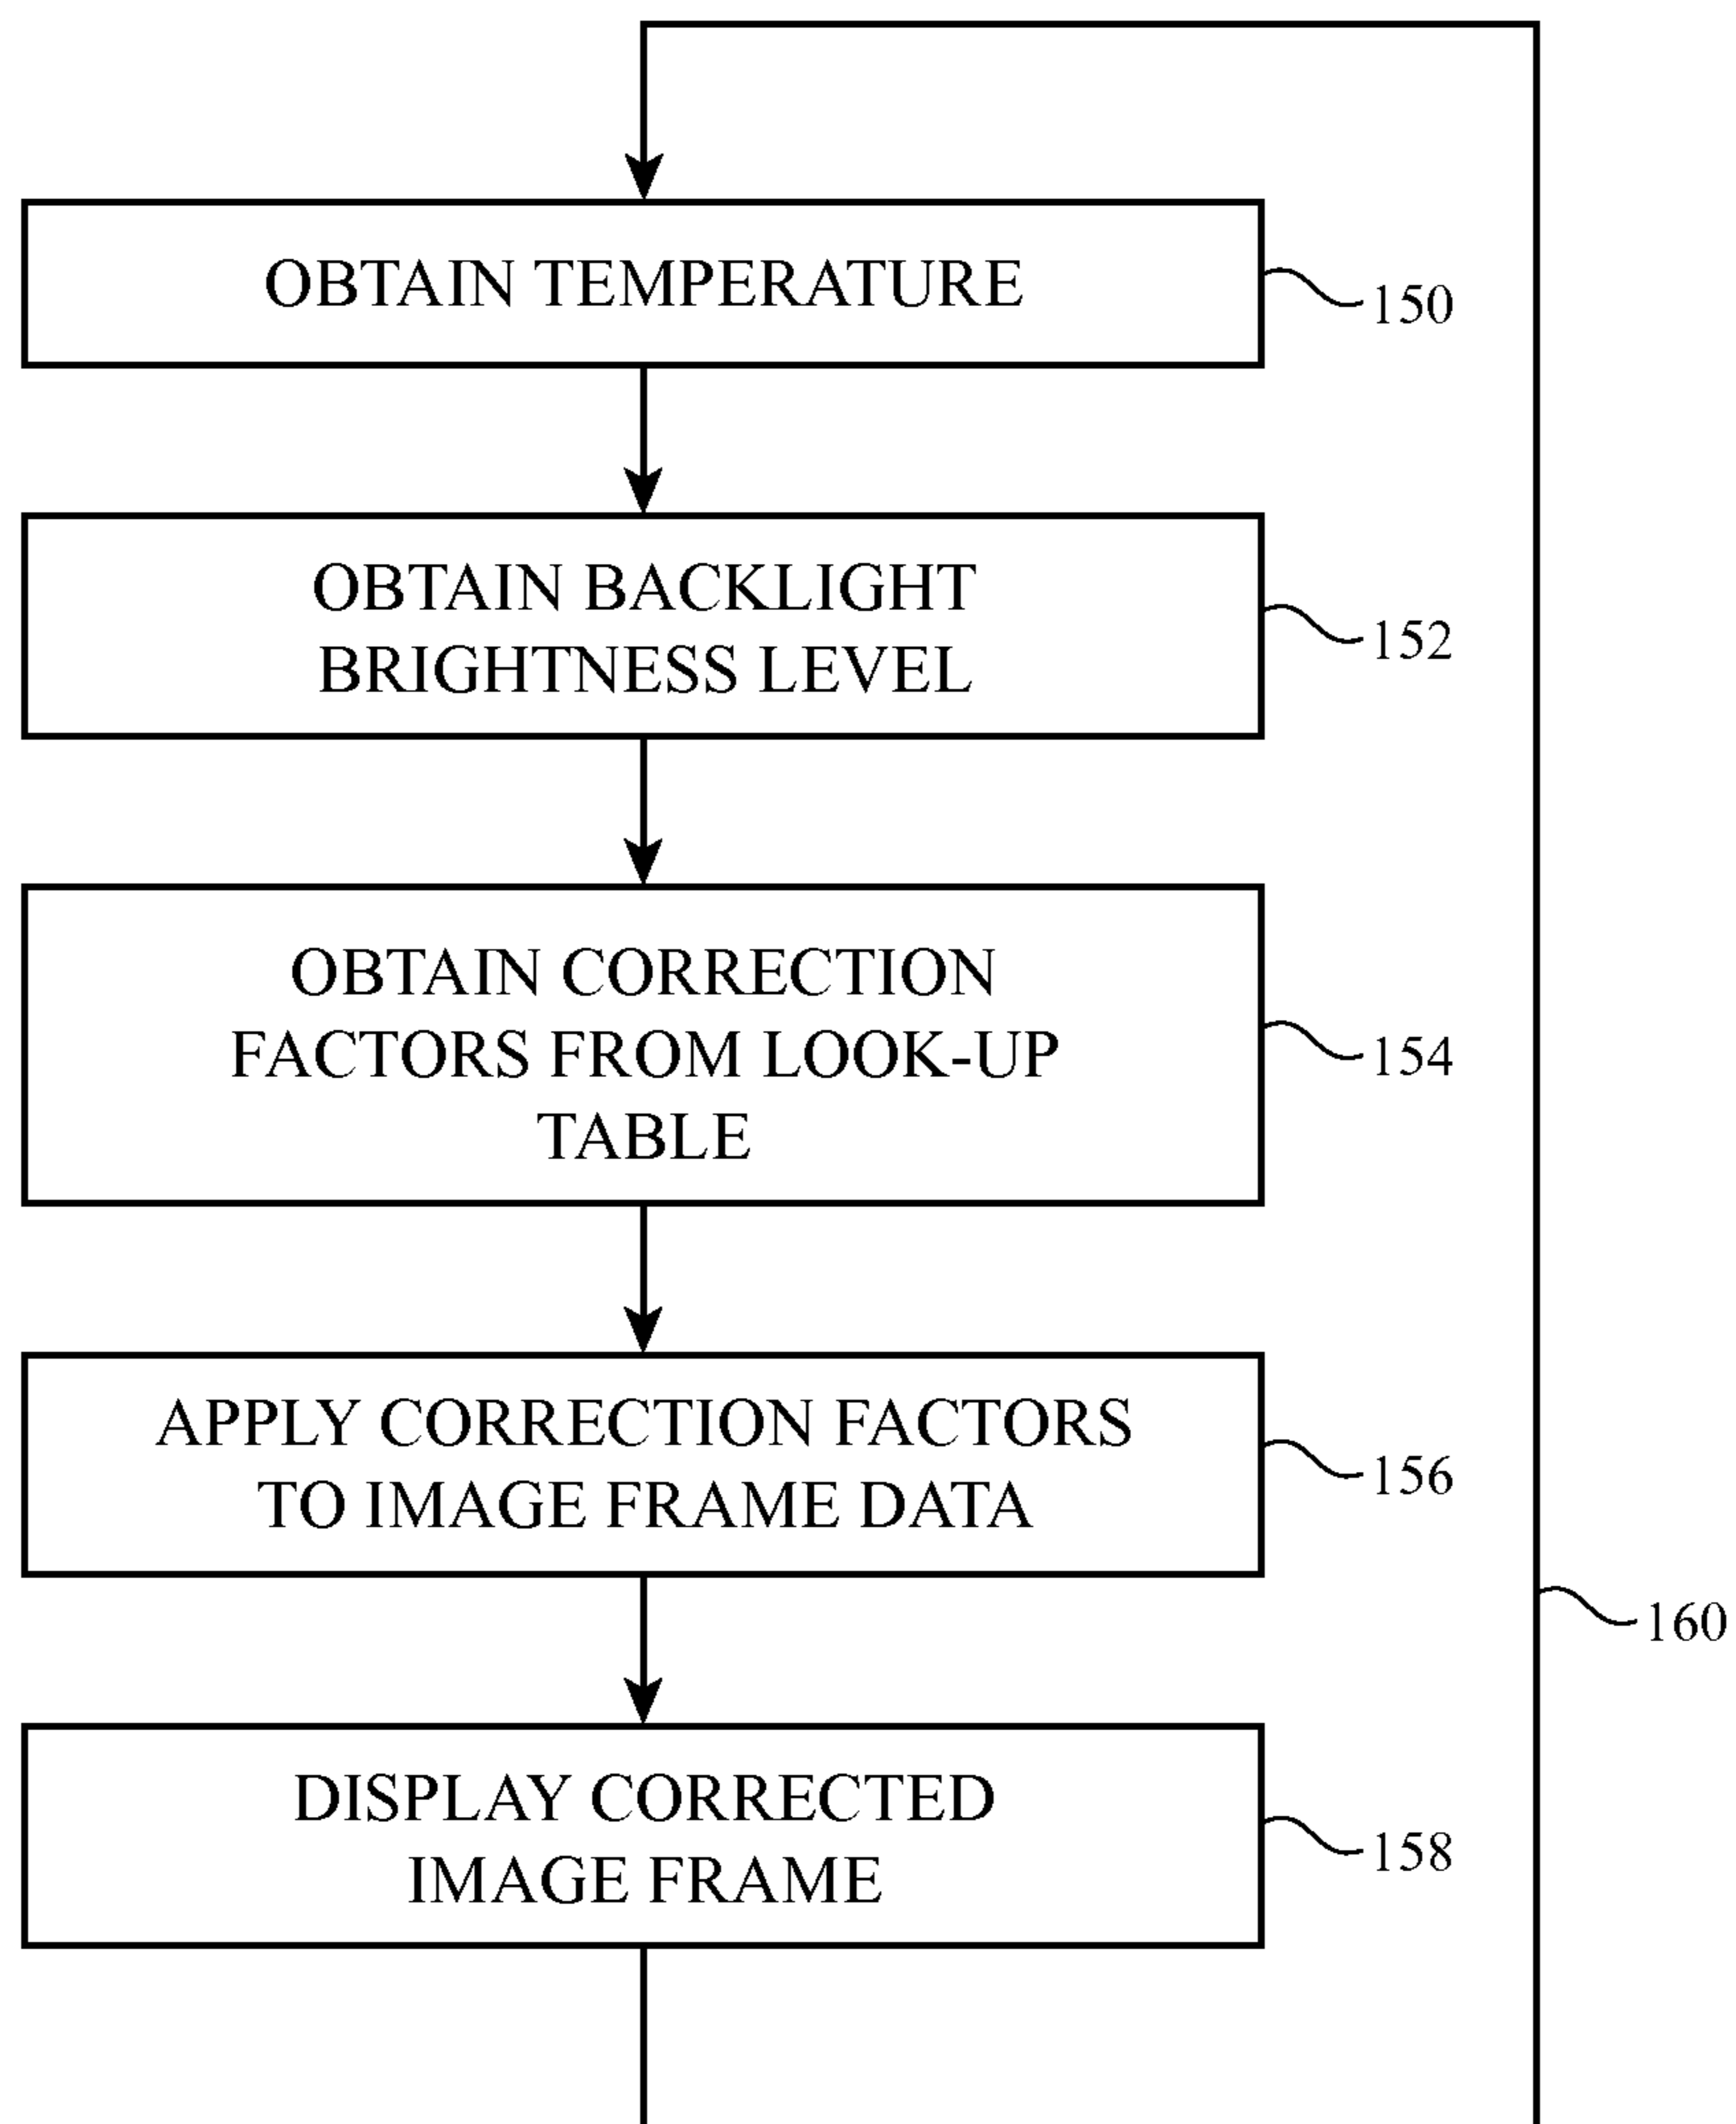 OBTAIN TEMPERATURE
150
OBTAIN BACKLIGHT
BRIGHTNESS LEVEL
152
OBTAIN CORRECTION
FACTORS FROM LOOK-UP
TABLE
154
APPLY CORRECTION FACTORS
TO IMAGE FRAME DATA
156
160
DISPLAY CORRECTED
IMAGE FRAME
158